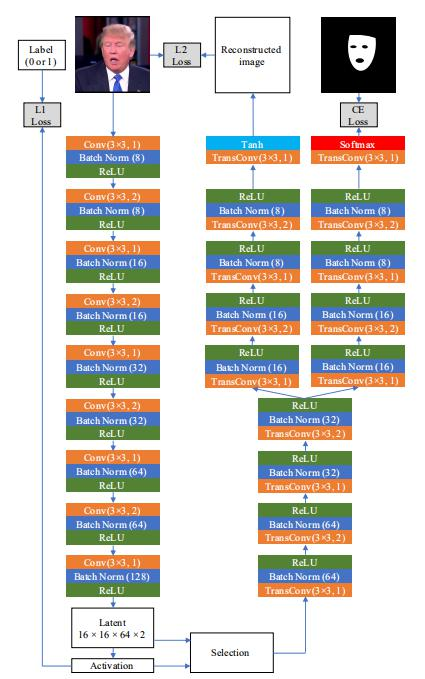 Label
(0 or 1)
L1
Loss
L2
Loss
Reconstructed
image
CE
Loss
Conv(3×3, 1)
Batch Norm (8)
ReLU
Conv(3×3, 2)
Batch Norm (8)
ReLU
Conv(3×3, 1)
Batch Norm (16)
ReLU
Conv(3×3, 2)
Batch Norm (16)
ReLU
Conv(3×3, 1)
Batch Norm (32)
ReLU
Conv(3×3, 2)
Batch Norm (32)
ReLU
Conv(3×3, 1)
Batch Norm (64)
ReLU
Conv(3×3, 2)
Batch Norm (64)
ReLU
Conv(3×3, 1)
Batch Norm (128)
ReLU
Latent
16 × 16 × 64 × 2
Activation
Selection
Tanh
TransConv(3×3, 1)
ReLU
Batch Norm (8)
TransConv(3×3, 2)
ReLU
Batch Norm (8)
TransConv(3×3, 1)
ReLU
Batch Norm (16)
TransConv(3×3, 2)
ReLU
Batch Norm (16)
TransConv(3×3, 1)
Softmax
TransConv(3×3, 1)
ReLU
Batch Norm (8)
TransConv(3×3, 2)
ReLU
Batch Norm (8)
TransConv(3×3, 1)
ReLU
Batch Norm (16)
TransConv(3×3, 2)
ReLU
Batch Norm (16)
TransConv(3×3, 1)
ReLU
Batch Norm (32)
TransConv(3×3, 2)
ReLU
Batch Norm (32)
TransConv(3×3, 1)
ReLU
Batch Norm (64)
TransConv(3×3, 2)
ReLU
Batch Norm (64)
TransConv(3×3, 1)